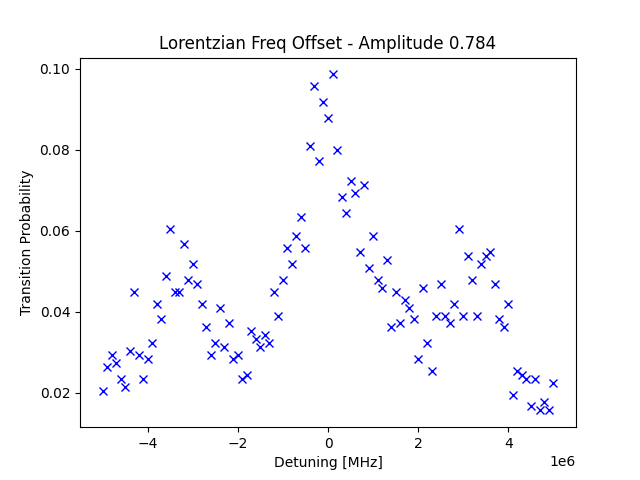 Lorentzian Freq Offset - Amplitude 0.784
0.10
0.08
0.06
0.04
0.02
Transition Probability
−4
−2
0
2
4
1e6
Detuning [MHz]